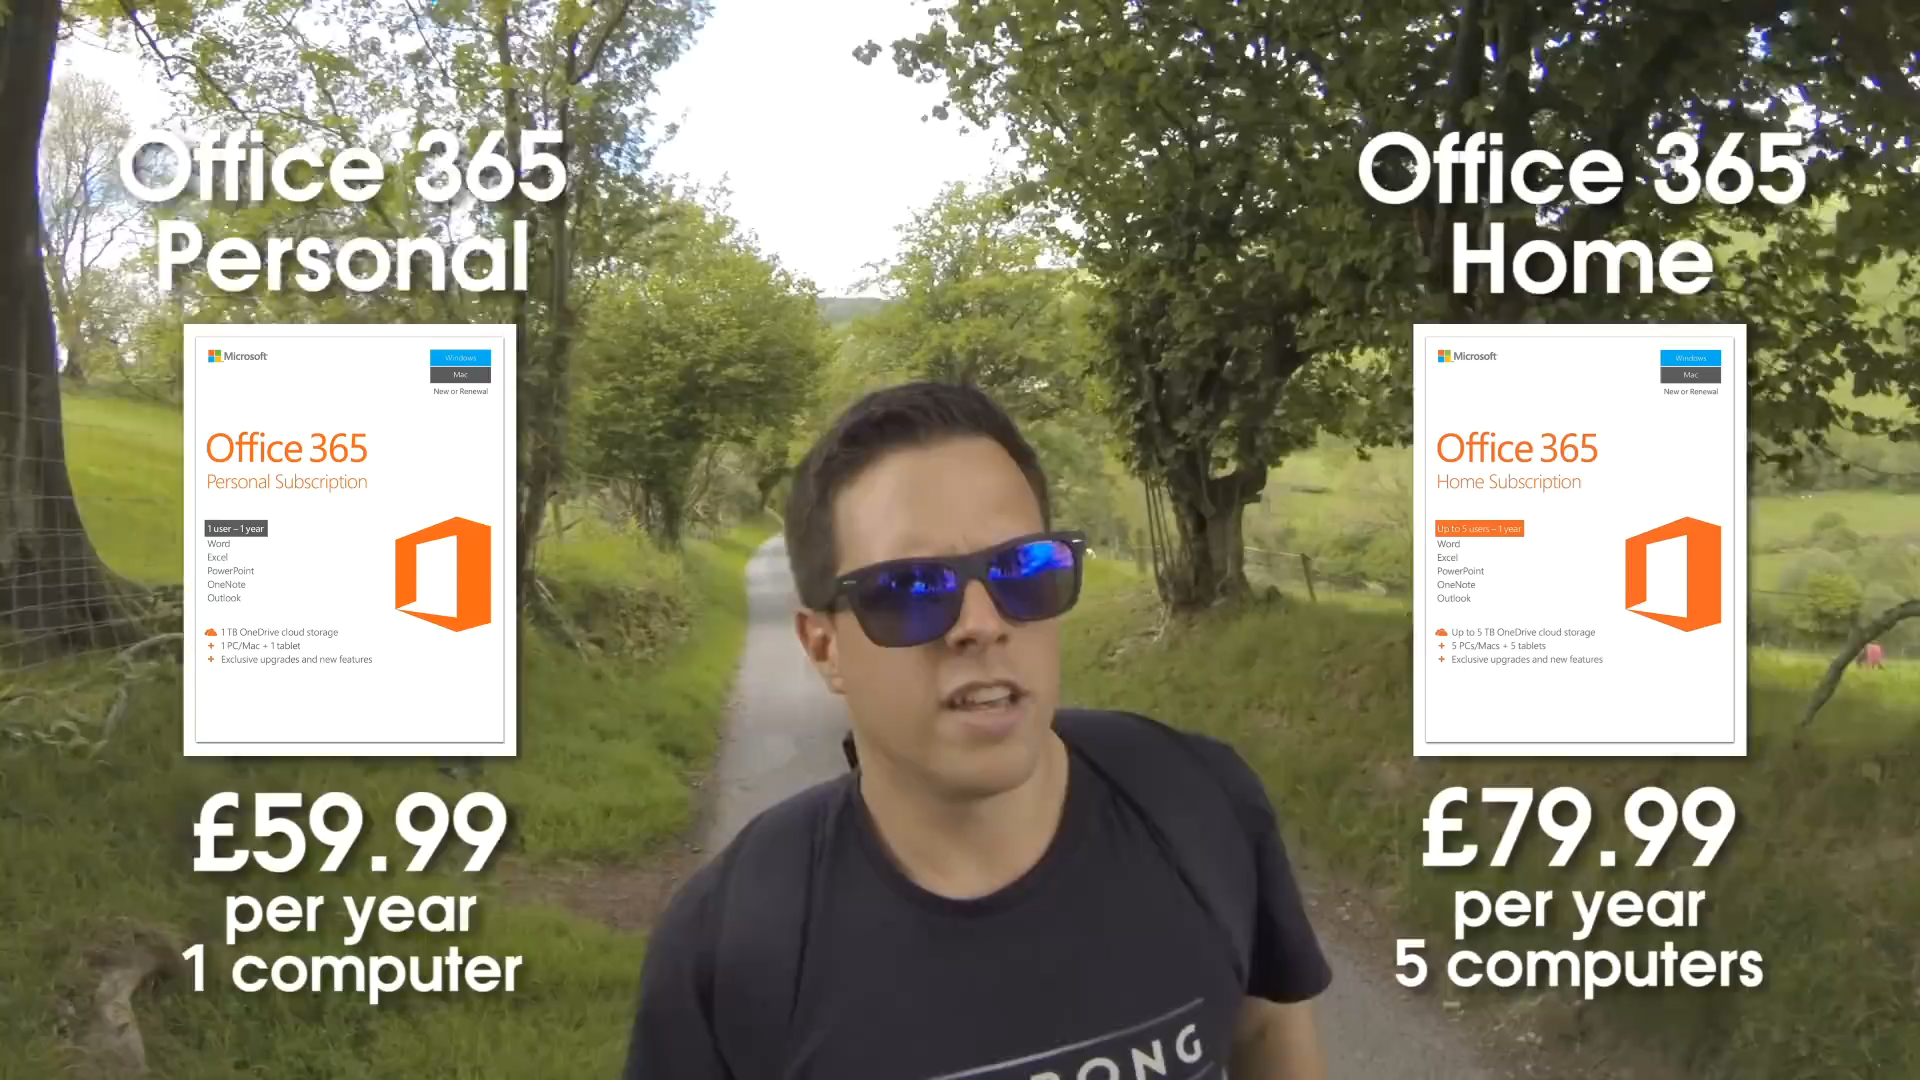 Office 365
Personal
Microsoft
Windows
Mac
New or Renewal
Office 365
Personal Subscription
1 user – 1 year
Word
Excel
PowerPoint
OneNote
Outlook
1 TB OneDrive cloud storage
+ 1 PC/Mac + 1 tablet
+ Exclusive upgrades and new features
£59.99
per year
1 computer
Office 365
Home
Microsoft
Windows
Mac
New or Renewal
Office 365
Home Subscription
Up to 5 users – 1 year
Word
Excel
PowerPoint
OneNote
Outlook
Up to 5 TB OneDrive cloud storage
+ 5 PCs/Macs + 5 tablets
+ Exclusive upgrades and new features
£79.99
per year
5 computers